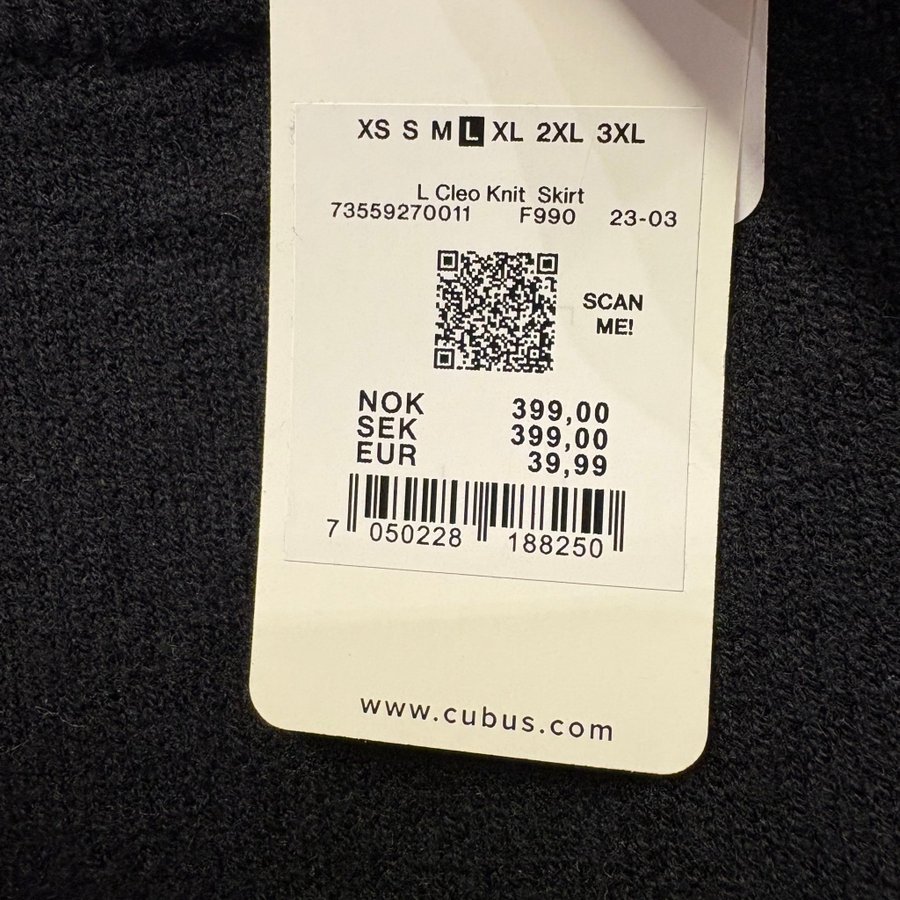 XS S M L XL 2XL 3XL
L Cleo Knit Skirt
73559270011 F990 23-03
SCAN
ME!
NOK 399,00
SEK 399,00
EUR 39,99
7 050228 188250
www.cubus.com